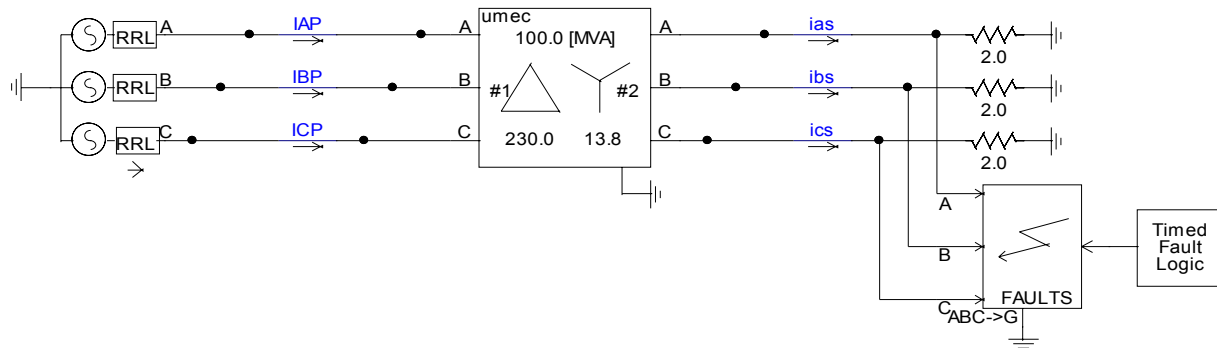 umec
100.0 [MVA]
RRL A IAP A A ias 2.0
RRL B IBP B #1 #2 B ibs 2.0
RRL C ICP C 230.0 13.8 C ics 2.0
A
B
C
FAULTS
ABC->G
Timed
Fault
Logic